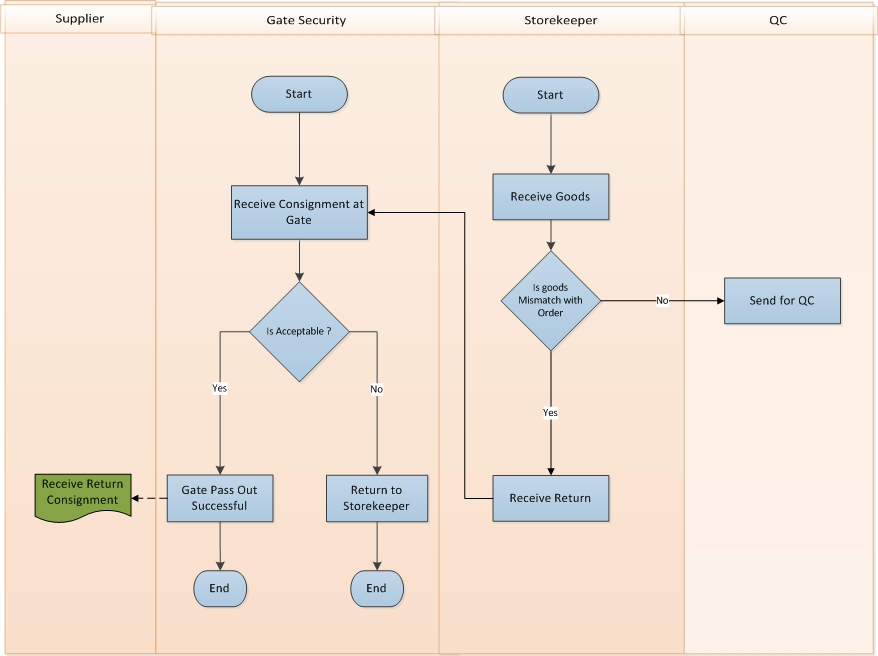 Supplier
Gate Security
Storekeeper
QC
Start
Start
Receive Consignment at
Gate
Receive Goods
Is goods
Mismatch with
Order
No
Send for QC
Is Acceptable ?
Yes
No
Yes
Receive Return
Consignment
Gate Pass Out
Successful
Return to
Storekeeper
Receive Return
End
End